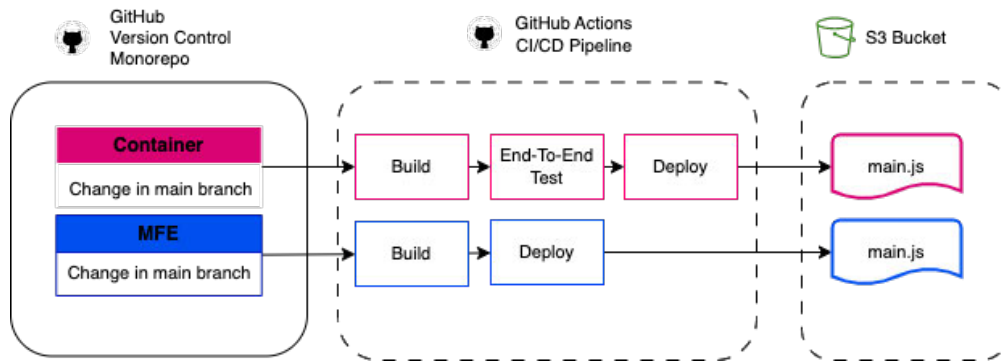 GitHub
Version Control
Monorepo
GitHub Actions
CI/CD Pipeline
S3 Bucket
Container
Change in main branch
Build
End-To-End
Test
Deploy
main.js
MFE
Change in main branch
Build
Deploy
main.js